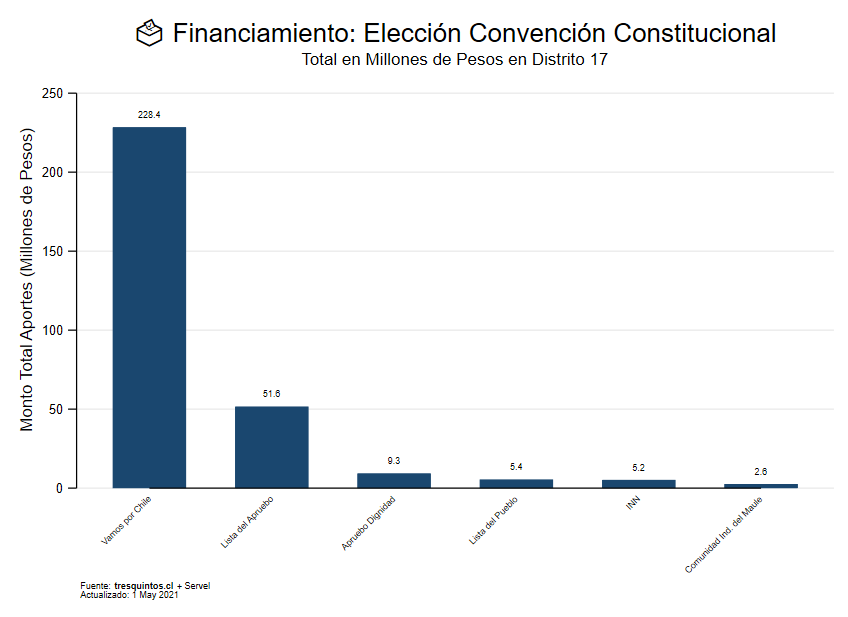 Financiamiento: Elección Convención Constitucional
Total en Millones de Pesos en Distrito 17
Monto Total Aportes (Millones de Pesos)
250
200
150
100
50
0
228.4
51.6
9.3
5.4
5.2
2.6
Vamos por Chile
Lista del Apruebo
Apruebo Dignidad
Lista del Pueblo
INN
Comunidad Ind. del Maule
Fuente: tresquintos.cl + Servel
Actualizado: 1 May 2021